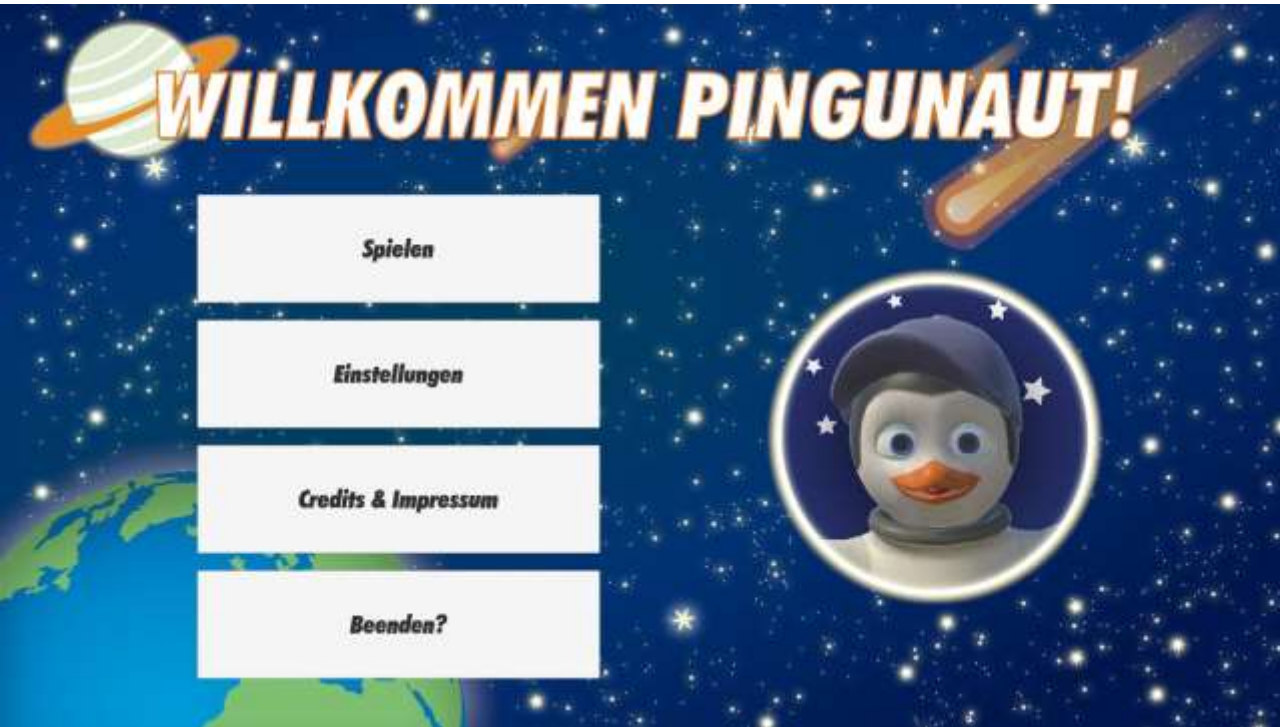 WILLKOMMEN PINGUNAUT!
Spielen
Einstellungen
Credits & Impressum
Beenden?